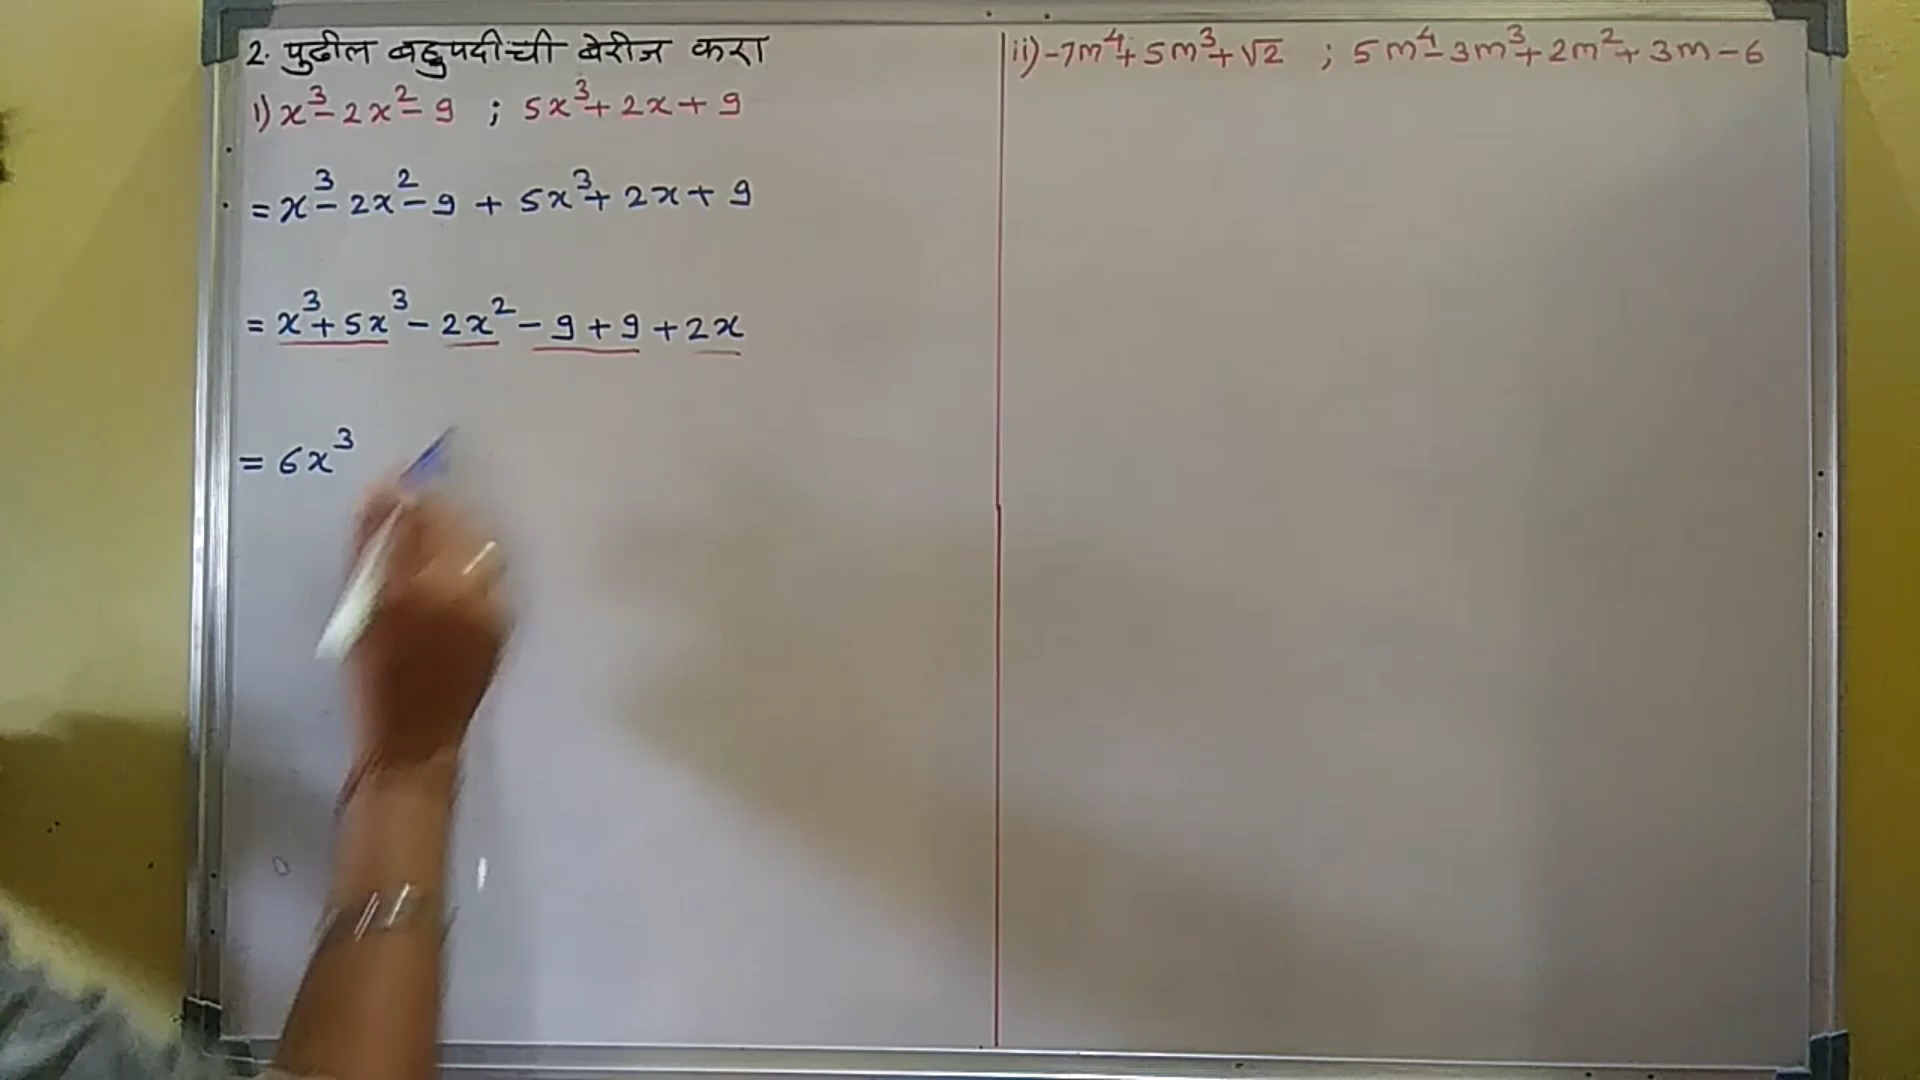 2. पुढील बहुपदीची बेरीज करा
1) x³ - 2x² - 9 ; 5x³ + 2x + 9
= x³ - 2x² - 9 + 5x³ + 2x + 9
= x³ + 5x³ - 2x² - 9 + 9 + 2x
= 6x³
ii) -7m⁴ + 5m³ + √2 ; 5m⁴ - 3m³ + 2m² + 3m - 6